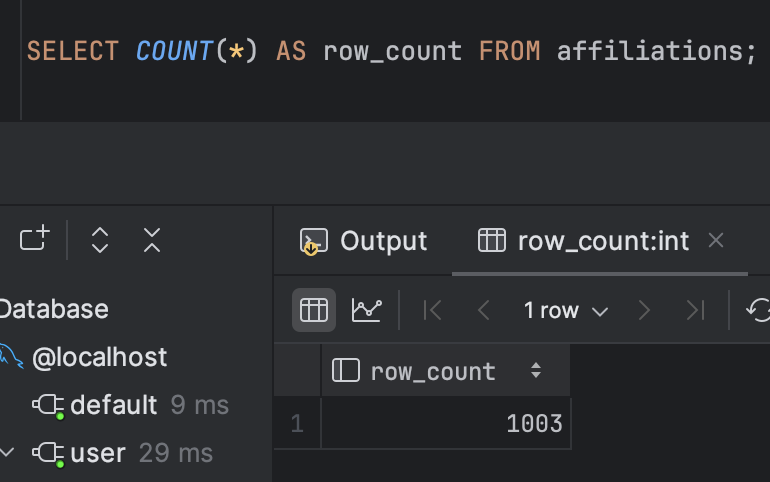 SELECT COUNT(*) AS row_count FROM affiliations;
Output
row_count:int
Database
1 row
@localhost
row_count
default 9 ms
1 1003
user 29 ms